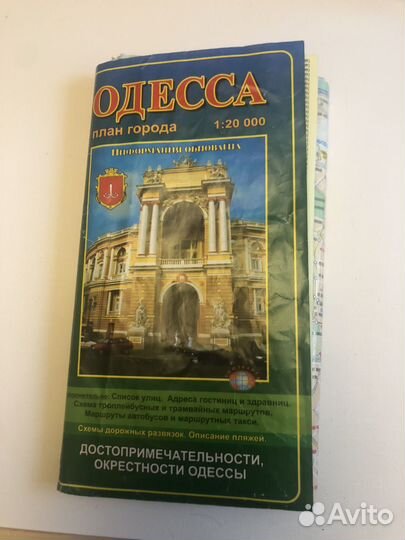 ОДЕССА
план города 1:20 000
Информация обновлена
Список улиц. Адреса гостиниц и здравниц.
Схема троллейбусных и трамвайных маршрутов.
Маршруты автобусов и маршрутных такси.
Схемы дорожных развязок. Описание пляжей.
ДОСТОПРИМЕЧАТЕЛЬНОСТИ,
ОКРЕСТНОСТИ ОДЕССЫ
Avito